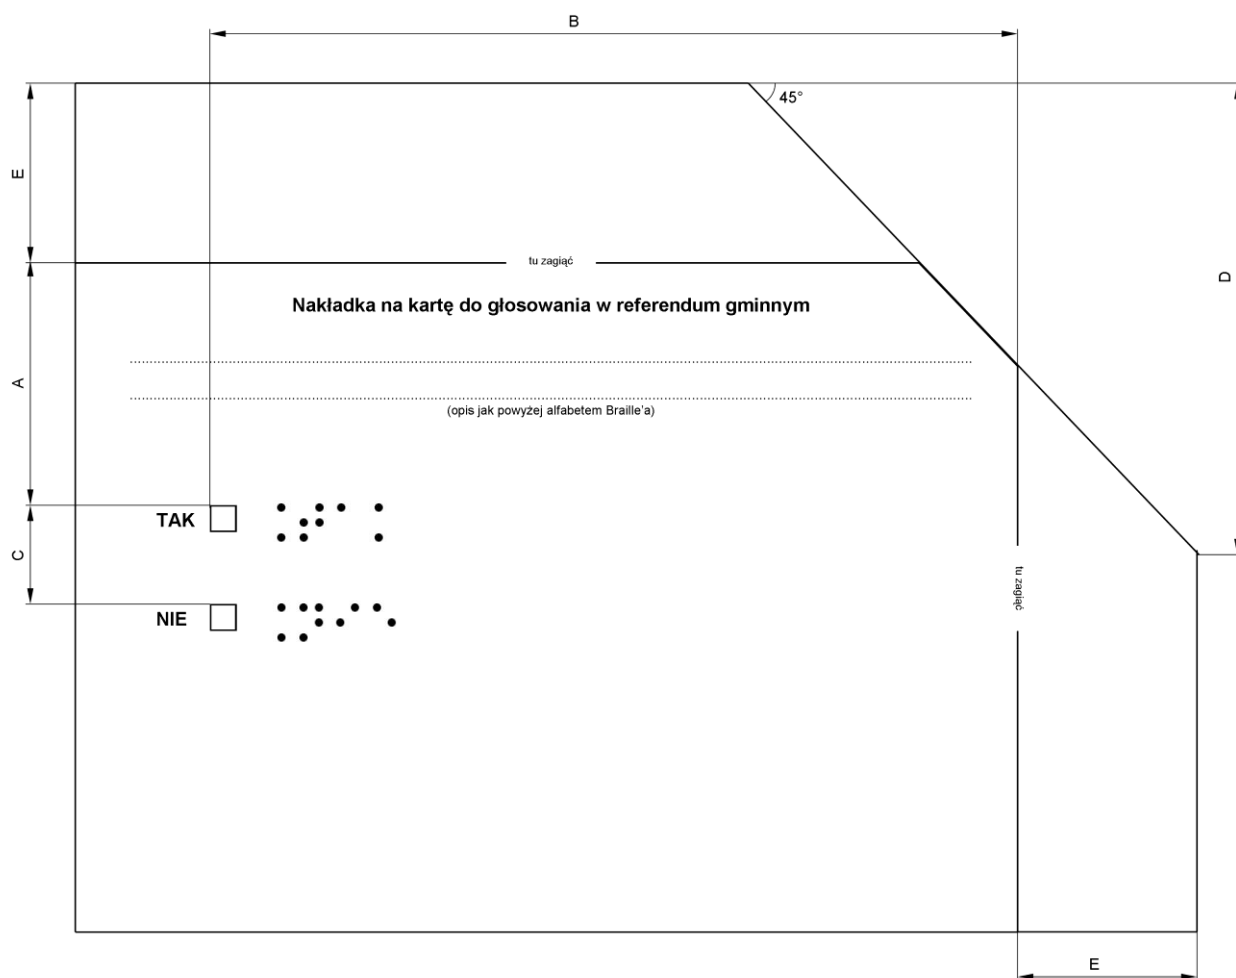 B
45°
E
tu zagiąć
D
Nakładka na kartę do głosowania w referendum gminnym
A
(opis jak powyżej alfabetem Braille'a)
TAK
⠅⠞⠁⠅
C
tu zagiąć
NIE
E